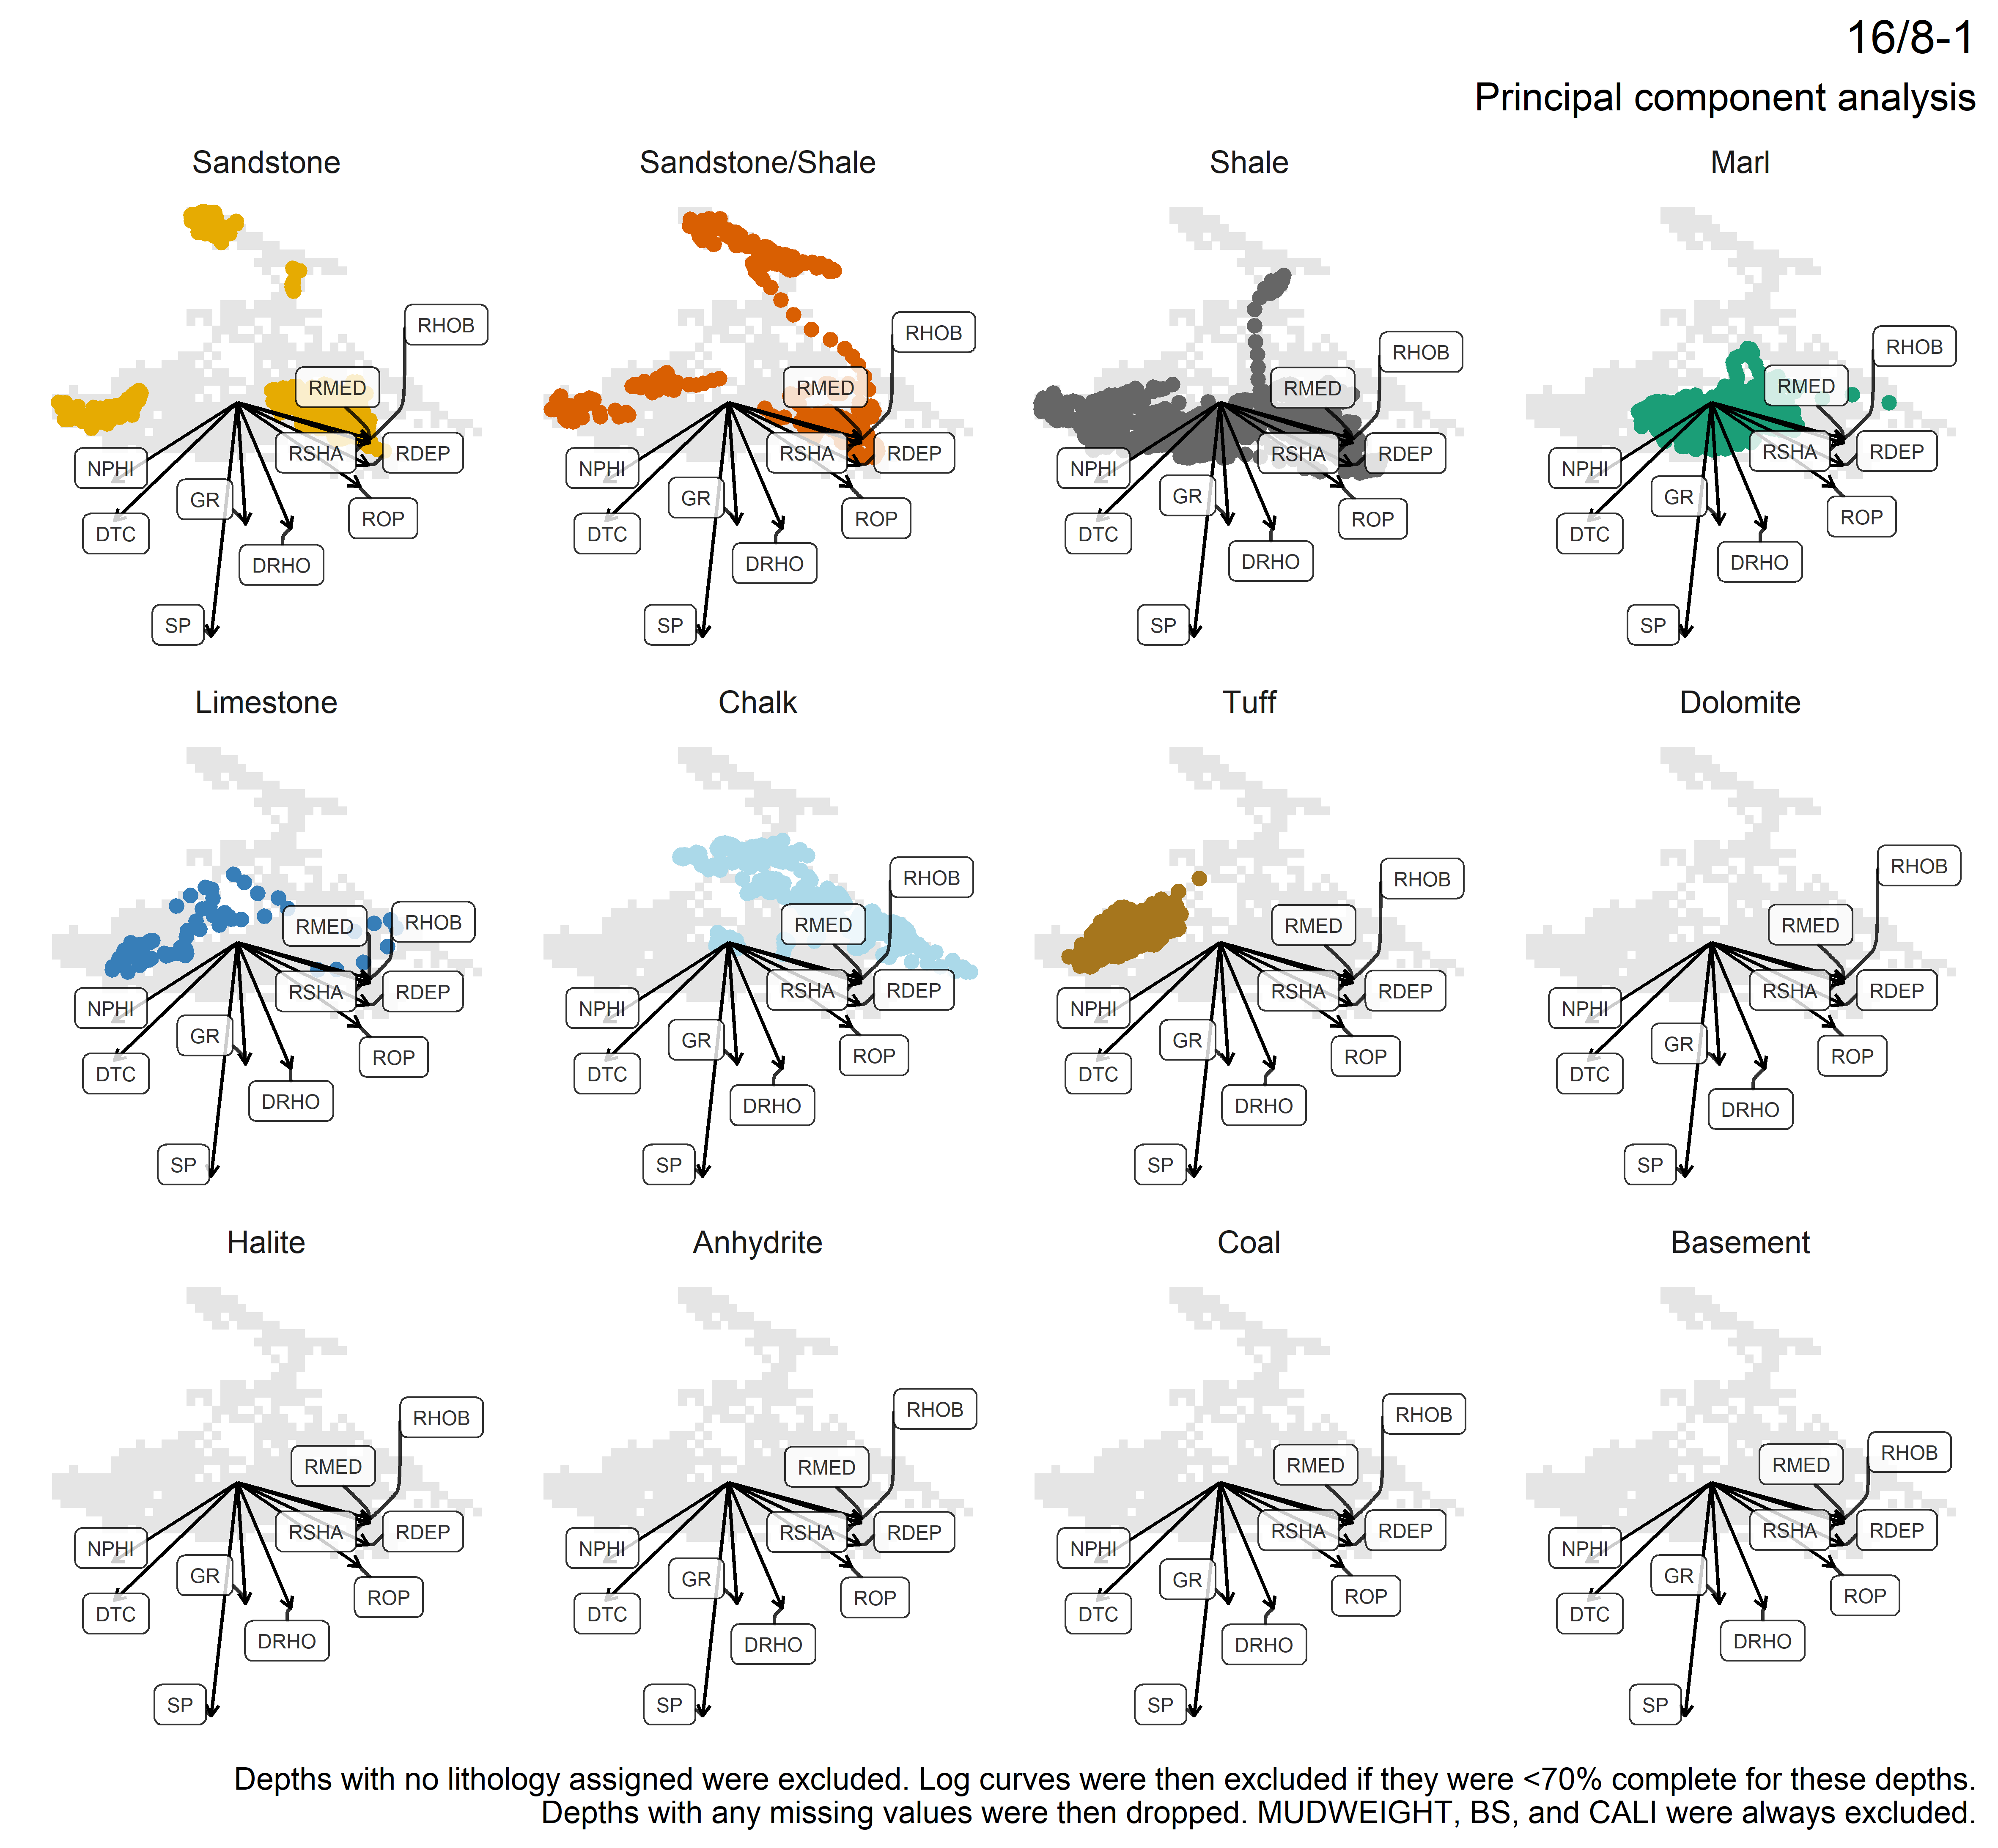 16/8-1
Principal component analysis
Sandstone
RHOB
RMED
RSHA
RDEP
NPHI
GR
ROP
DTC
DRHO
SP
Sandstone/Shale
RHOB
RMED
RSHA
RDEP
NPHI
GR
ROP
DTC
DRHO
SP
Shale
RHOB
RMED
RSHA
RDEP
NPHI
GR
ROP
DTC
DRHO
SP
Marl
RHOB
RMED
RSHA
RDEP
NPHI
GR
ROP
DTC
DRHO
SP
Limestone
RHOB
RMED
RSHA
RDEP
NPHI
GR
ROP
DTC
DRHO
SP
Chalk
RHOB
RMED
RSHA
RDEP
NPHI
GR
ROP
DTC
DRHO
SP
Tuff
RHOB
RMED
RSHA
RDEP
NPHI
GR
ROP
DTC
DRHO
SP
Dolomite
RHOB
RMED
RSHA
RDEP
NPHI
GR
ROP
DTC
DRHO
SP
Halite
RHOB
RMED
RSHA
RDEP
NPHI
GR
ROP
DTC
DRHO
SP
Anhydrite
RHOB
RMED
RSHA
RDEP
NPHI
GR
ROP
DTC
DRHO
SP
Coal
RHOB
RMED
RSHA
RDEP
NPHI
GR
ROP
DTC
DRHO
SP
Basement
RHOB
RMED
RSHA
RDEP
NPHI
GR
ROP
DTC
DRHO
SP
Depths with no lithology assigned were excluded. Log curves were then excluded if they were <70% complete for these depths.
Depths with any missing values were then dropped. MUDWEIGHT, BS, and CALI were always excluded.